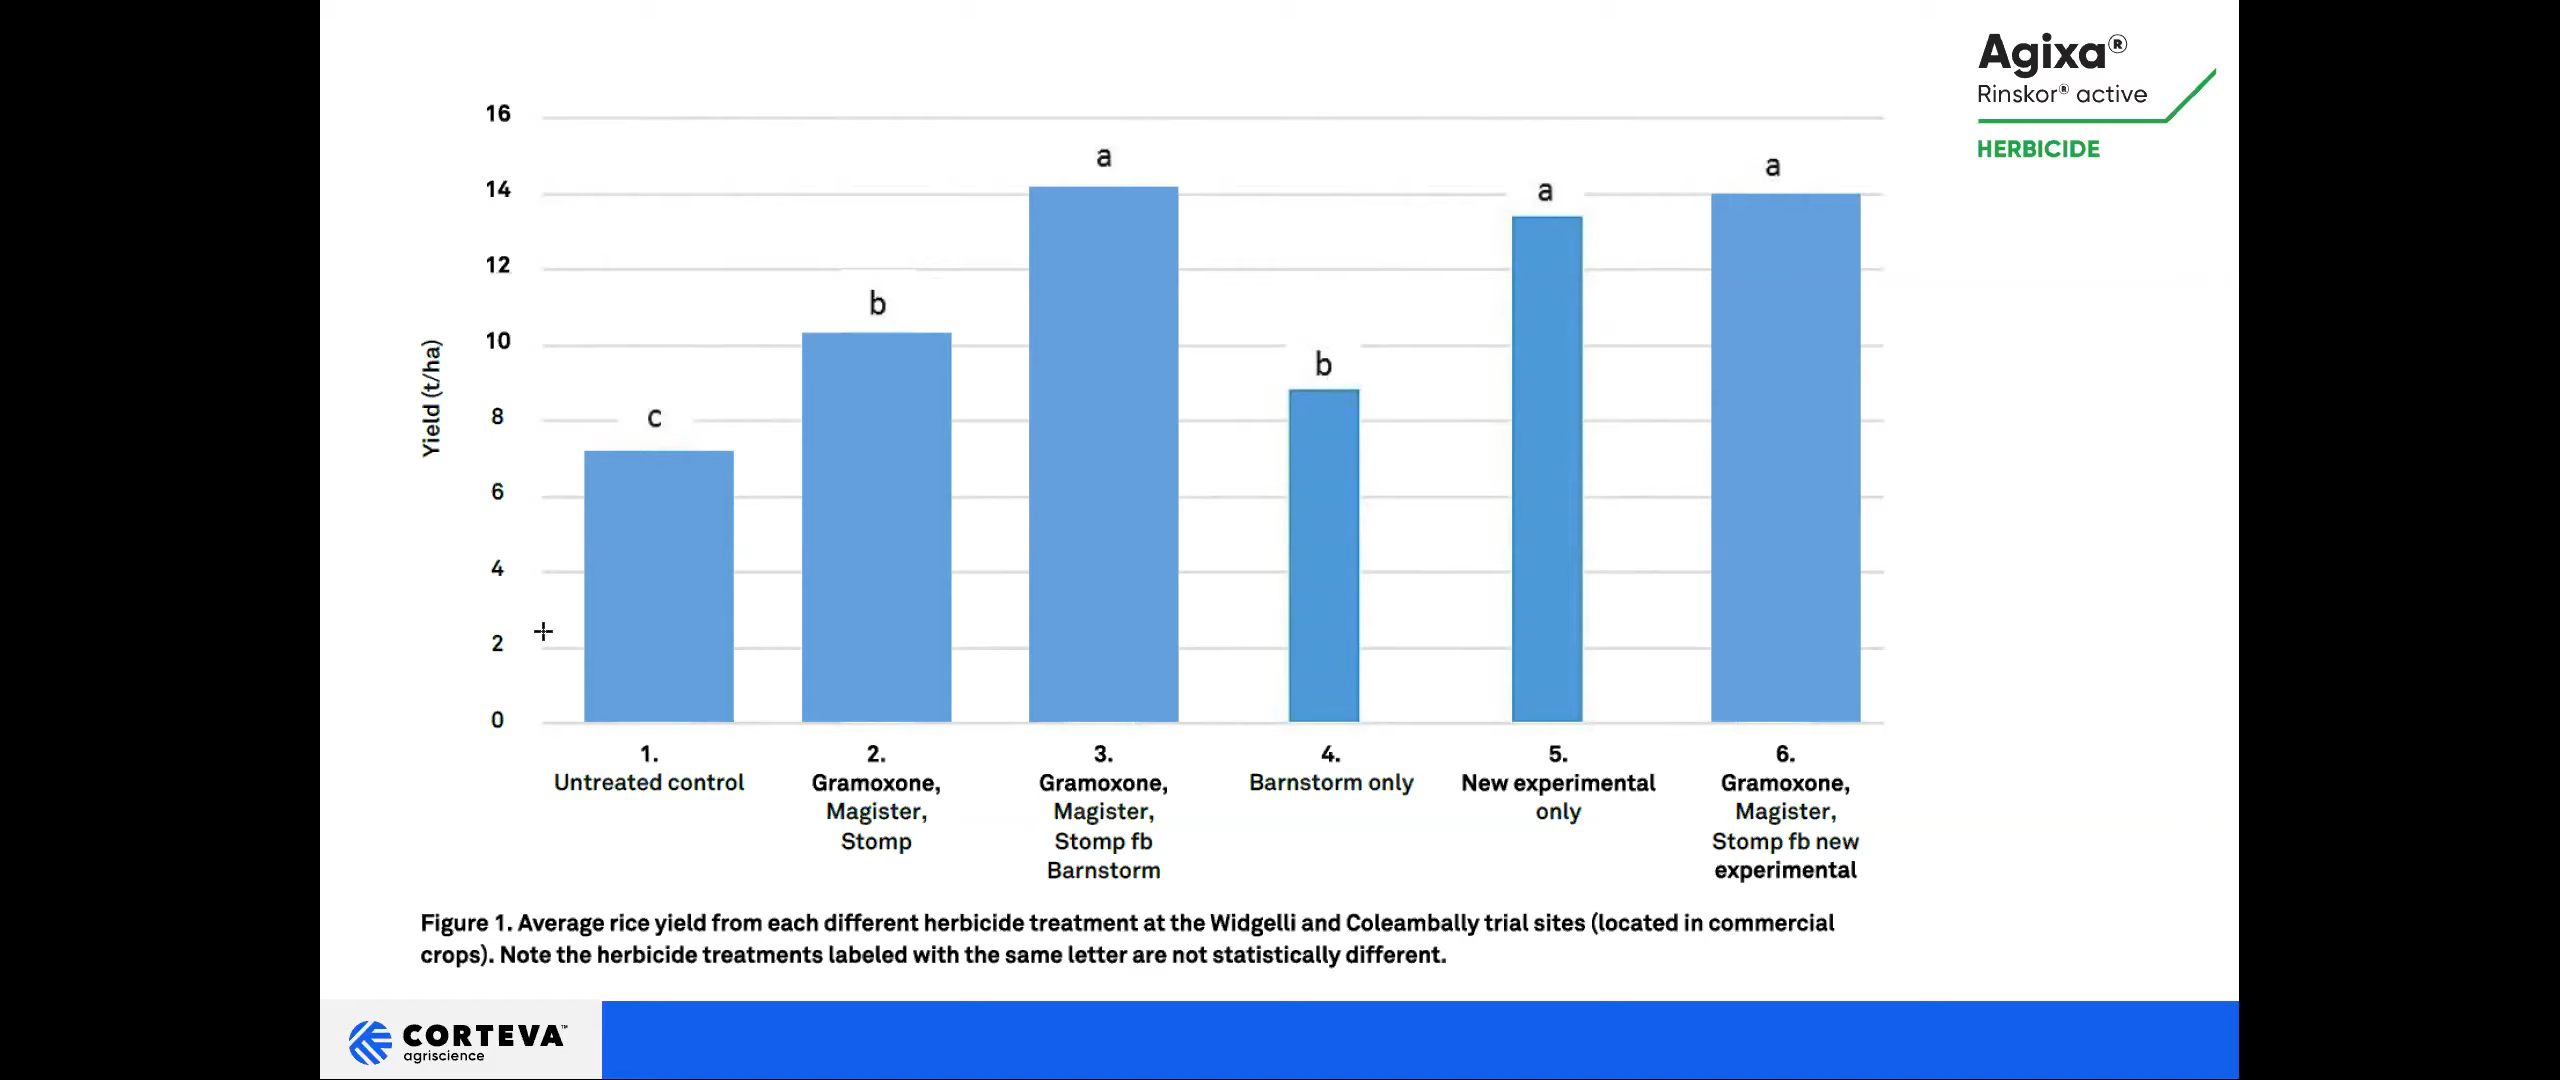 Agixa®
Rinskor® active
HERBICIDE
16
14
12
10
8
6
4
2
0
Yield (t/ha)
c
b
a
b
a
a
1.
Untreated control
2.
Gramoxone,
Magister,
Stomp
3.
Gramoxone,
Magister,
Stomp fb
Barnstorm
4.
Barnstorm only
5.
New experimental
only
6.
Gramoxone,
Magister,
Stomp fb new
experimental
Figure 1. Average rice yield from each different herbicide treatment at the Widgelli and Coleambally trial sites (located in commercial
crops). Note the herbicide treatments labeled with the same letter are not statistically different.
CORTEVA™
agriscience